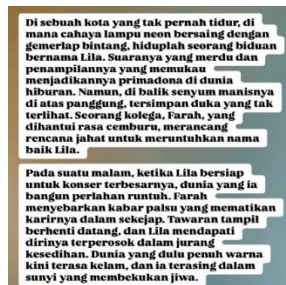 Di sebuah kota yang tak pernah tidur, di
mana cahaya lampu neon bersaing dengan
gemerlap bintang, hiduplah seorang biduan
bernama Lila. Suaranya yang merdu dan
penampilannya yang memukau
menjadikannya primadona di dunia
hiburan. Namun, di balik senyum manisnya
di atas panggung, tersimpan duka yang tak
terlihat. Seorang kolega, Farah, yang
dihantui rasa cemburu, merancang
rencana jahat untuk meruntuhkan nama
baik Lila.
Pada suatu malam, ketika Lila bersiap
untuk konser terbesarnya, dunia yang ia
bangun perlahan runtuh. Farah
menyebarkan kabar palsu yang mematikan
karirnya dalam sekejap. Tawaran tampil
berhenti datang, dan Lila mendapati
dirinya terperosok dalam jurang
kesedihan. Dunia yang dulu penuh warna
kini terasa kelam, dan ia terasing dalam
sunyi yang membekukan jiwa.